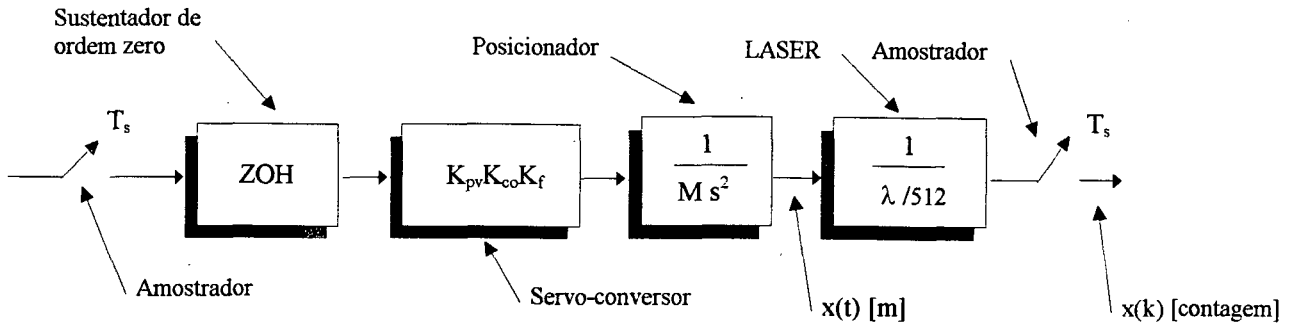 Sustentador de
ordem zero
Posicionador
LASER
Amostrador
T_s
ZOH
K_pv K_co K_f
1
M s²
1
λ /512
T_s
Amostrador
Servo-conversor
x(t) [m]
x(k) [contagem]